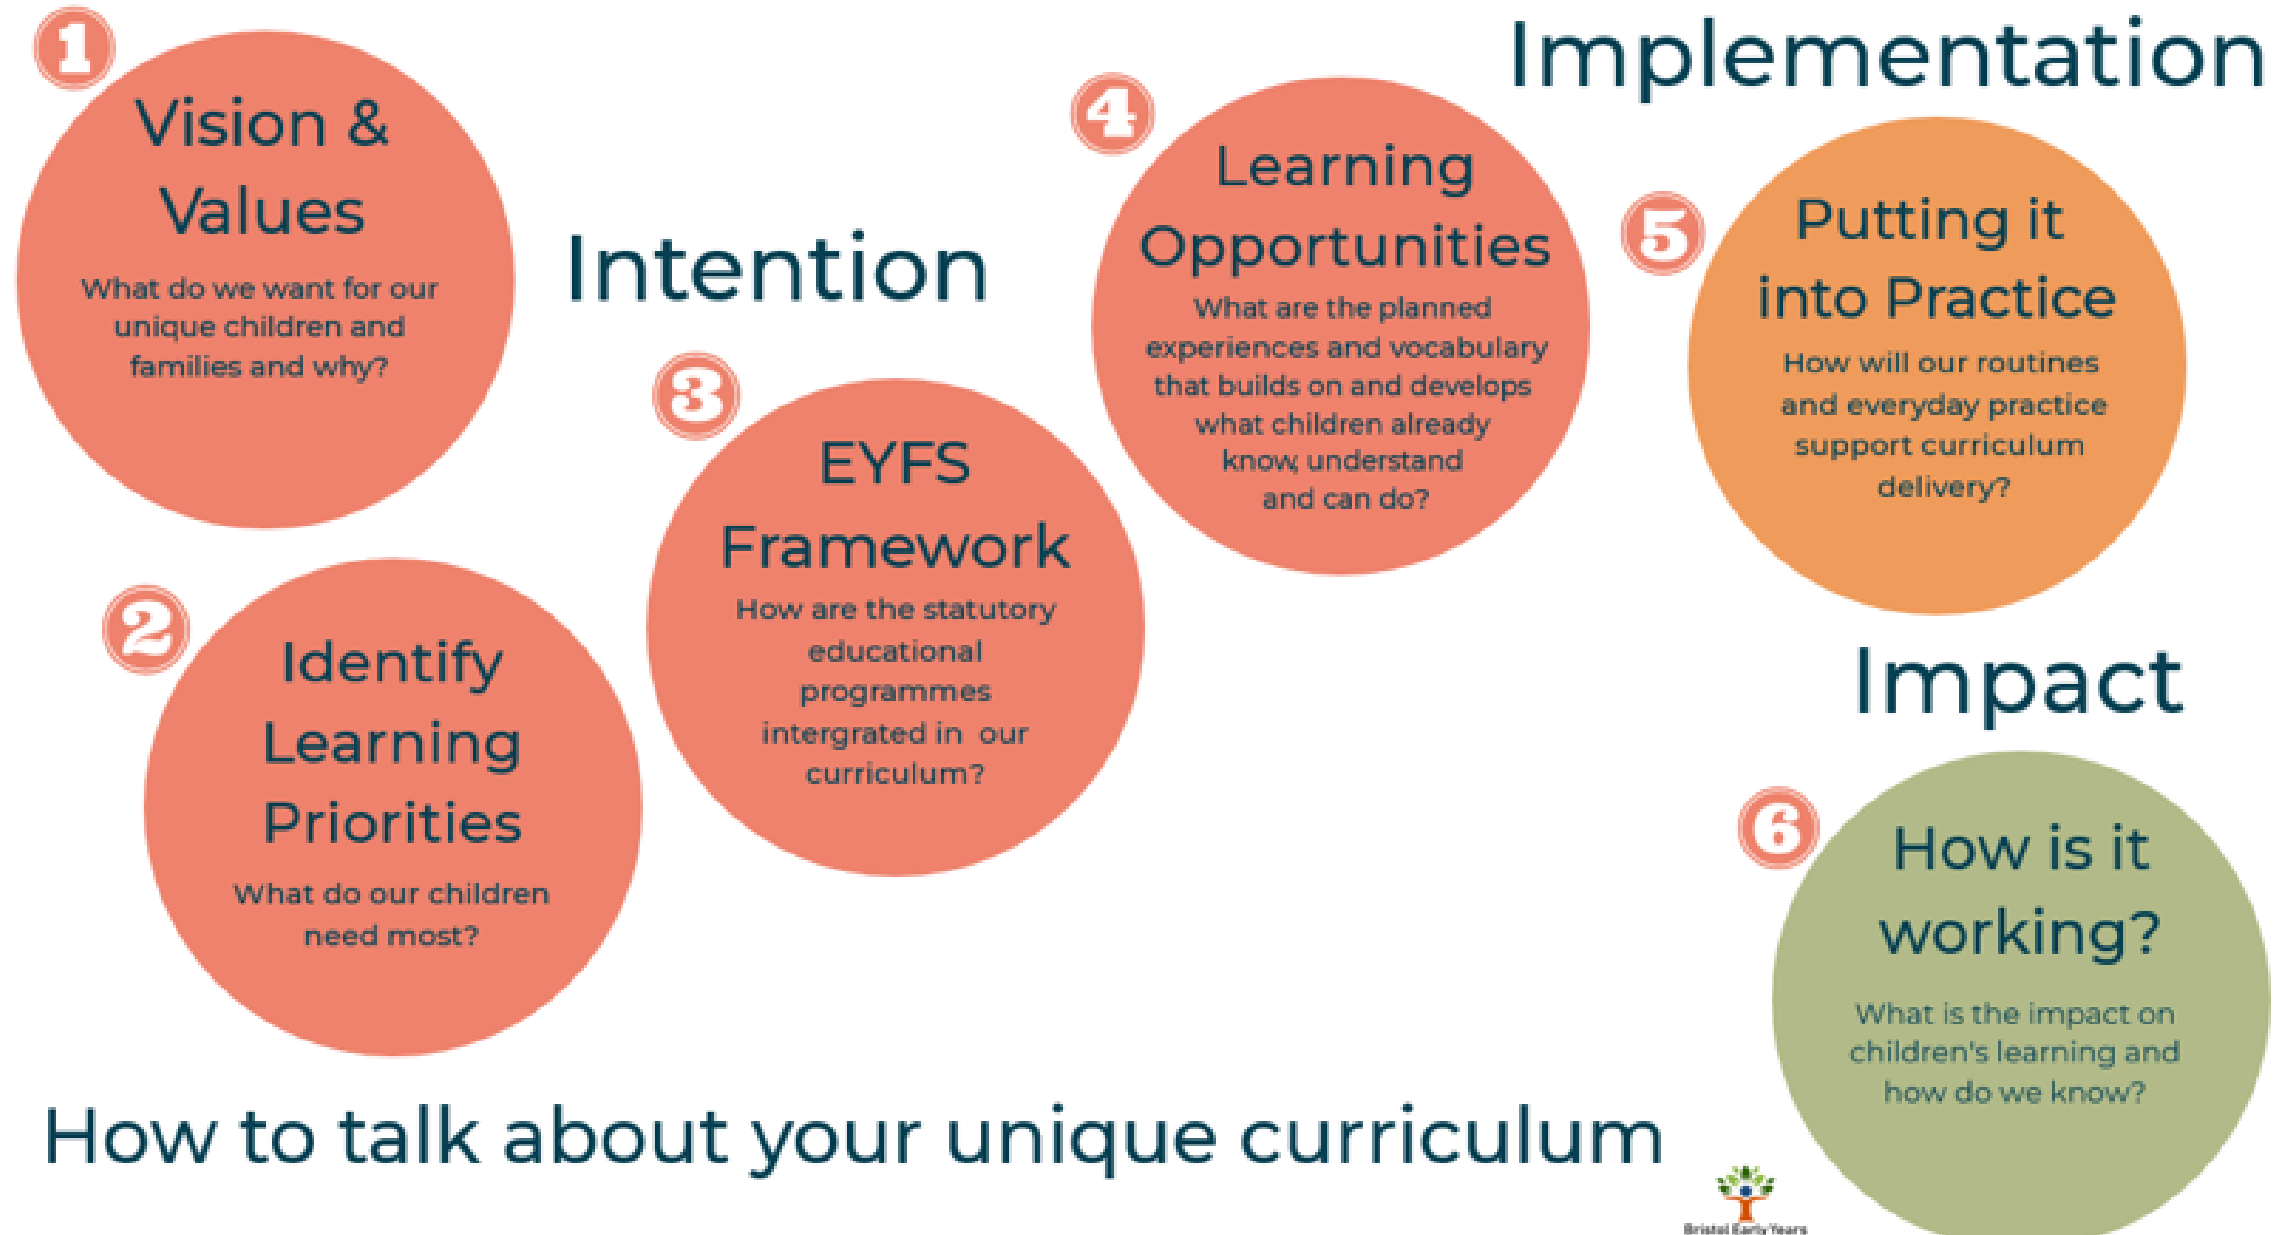 1
Vision &
Values
What do we want for our
unique children and
families and why?
2
Identify
Learning
Priorities
What do our children
need most?
Intention
3
EYFS
Framework
How are the statutory
educational
programmes
intergrated in our
curriculum?
4
Learning
Opportunities
What are the planned
experiences and vocabulary
that builds on and develops
what children already
know, understand
and can do?
Implementation
5
Putting it
into Practice
How will our routines
and everyday practice
support curriculum
delivery?
Impact
6
How is it
working?
What is the impact on
children's learning and
how do we know?
How to talk about your unique curriculum
Bristol Early Years